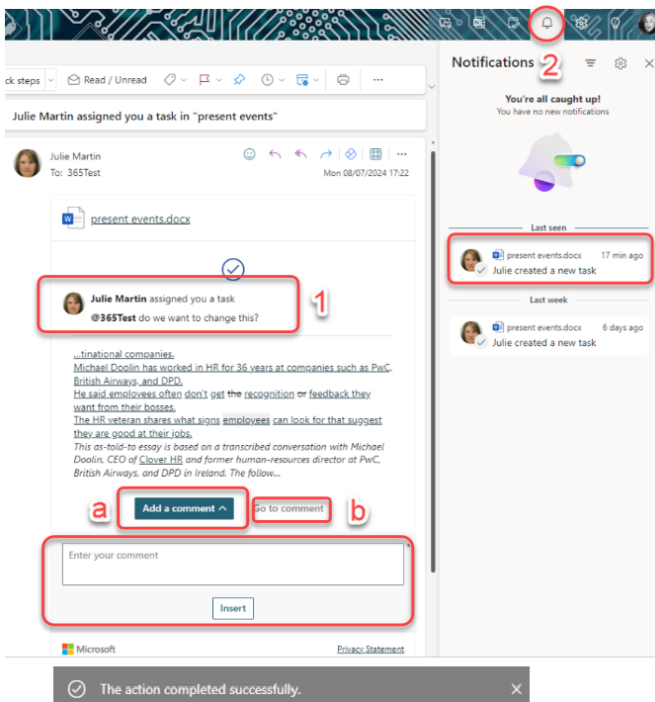 Notifications
2
ck steps
Read / Unread
You're all caught up!
You have no new notifications
Julie Martin assigned you a task in "present events"
Julie Martin
To: 365Test
Mon 08/07/2024 17:22
present events.docx
Last seen
present events.docx 17 min ago
Julie created a new task
Julie Martin assigned you a task
@365Test do we want to change this?
1
Last week
present events.docx 6 days ago
Julie created a new task
...tinational companies.
Michael Doolin has worked in HR for 36 years at companies such as PwC,
British Airways, and DPD.
He said employees often don't get the recognition or feedback they
want from their bosses.
The HR veteran shares what signs employees can look for that suggest
they are good at their jobs.
This as-told-to essay is based on a transcribed conversation with Michael
Doolin, CEO of Clover HR and former human-resources director at PwC,
British Airways, and DPD in Ireland. The follow...
a
Add a comment
Go to comment
b
Enter your comment
Insert
Microsoft
Privacy Statement
The action completed successfully.